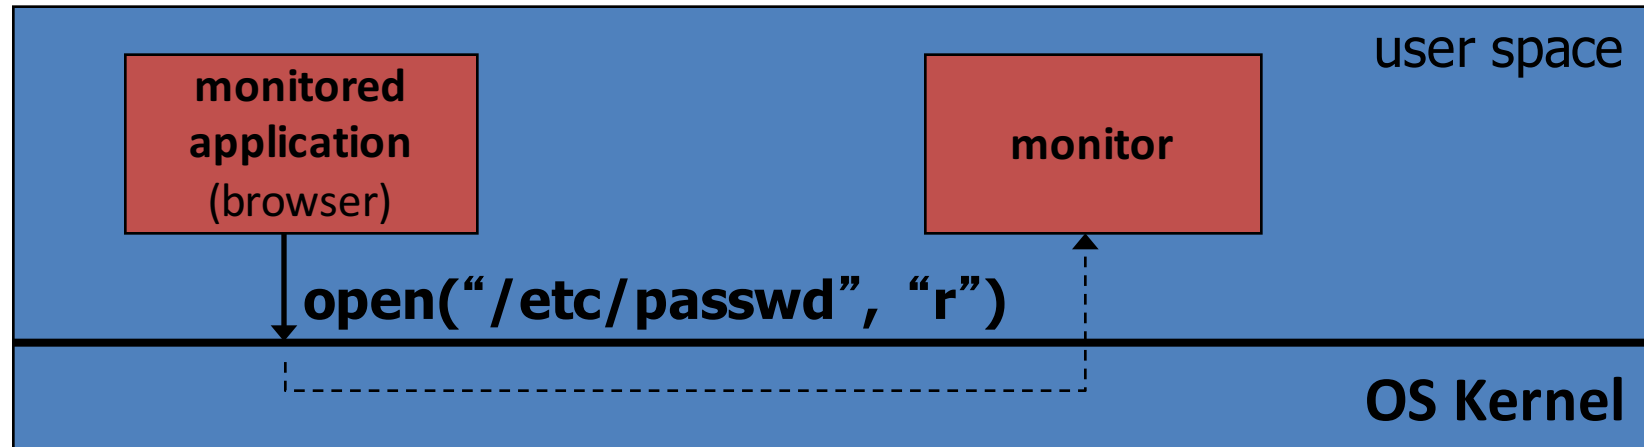 user space
monitored
application
(browser)
monitor
open(“/etc/passwd”, “r”)
OS Kernel